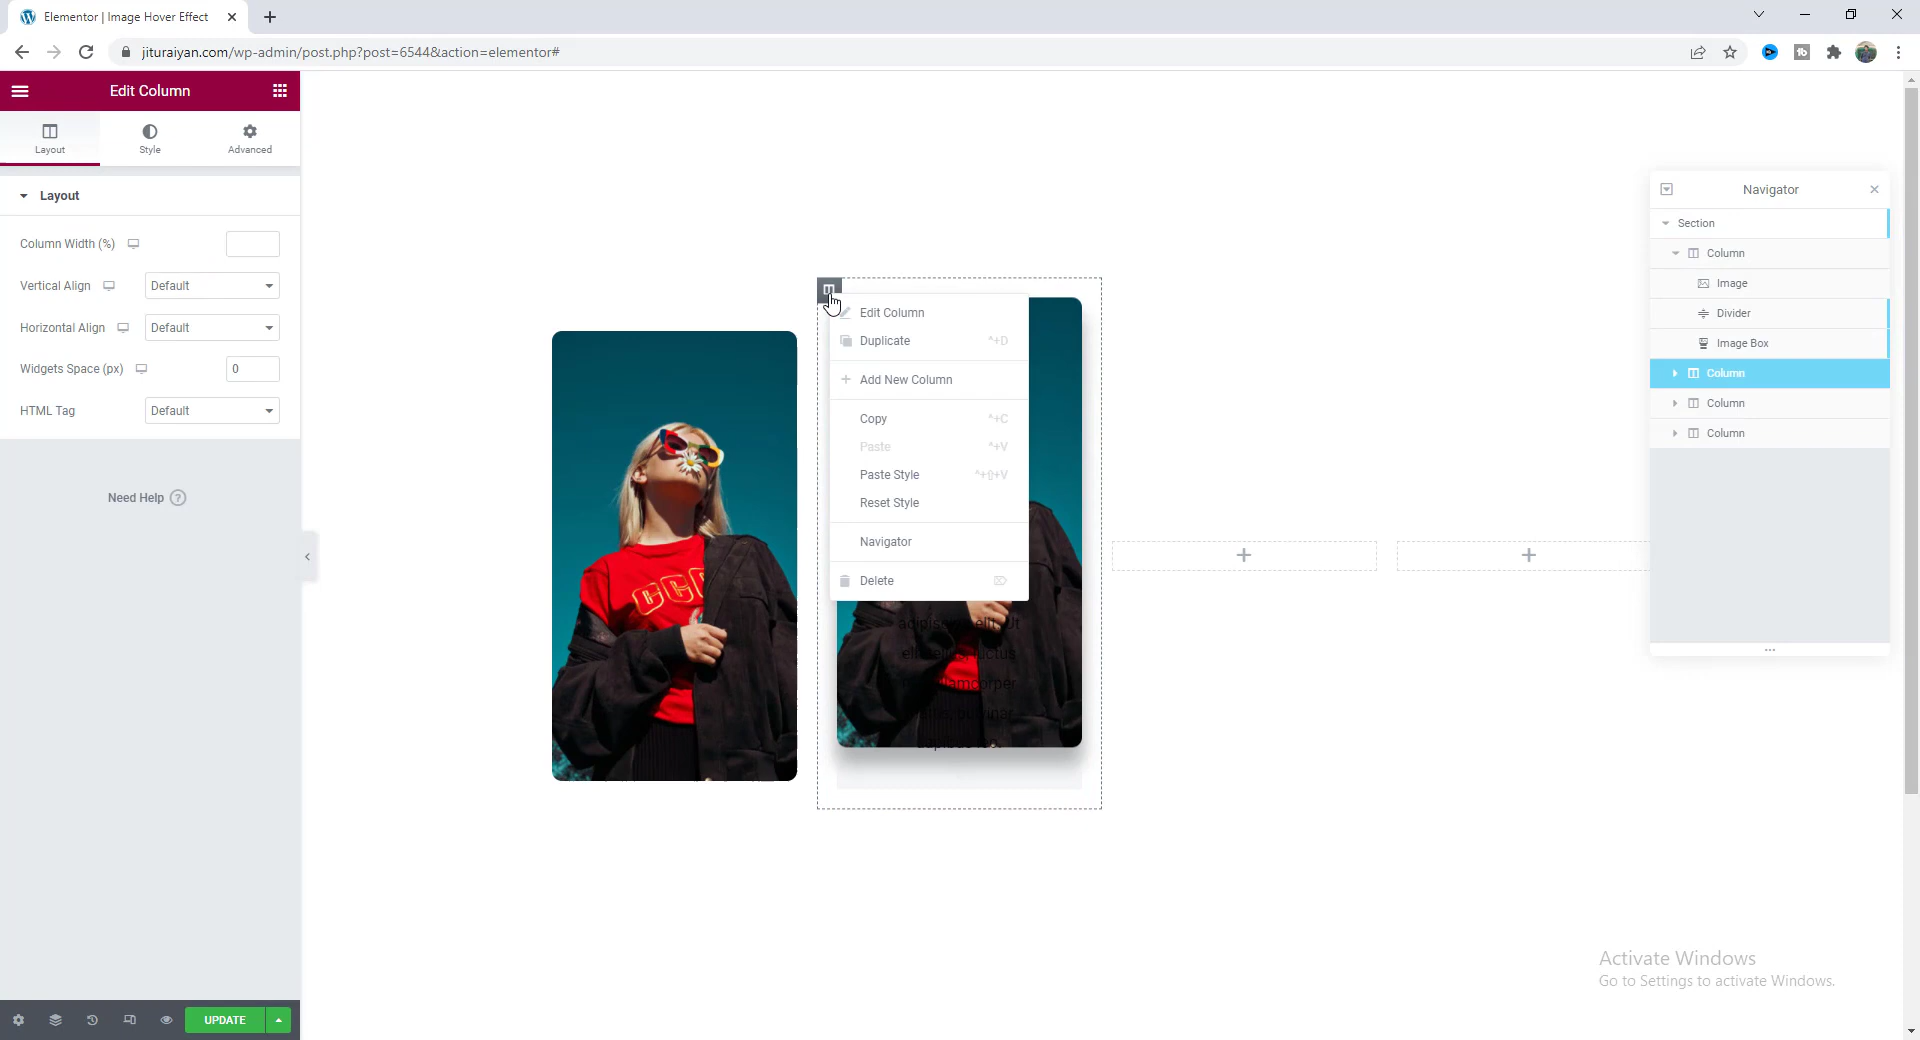 Elementor | Image Hover Effect
jituraiyan.com/wp-admin/post.php?post=6544&action=elementor#
Edit Column
Layout
Style
Advanced
Layout
Column Width (%)
Vertical Align
Default
Horizontal Align
Default
Widgets Space (px)
0
HTML Tag
Default
Need Help ?
UPDATE
Edit Column
Duplicate ^+D
Add New Column
Copy ^+C
Paste ^+V
Paste Style ^+⇧+V
Reset Style
Navigator
Delete
Navigator
Section
Column
Image
Divider
Image Box
Column
Column
Column
Activate Windows
Go to Settings to activate Windows.